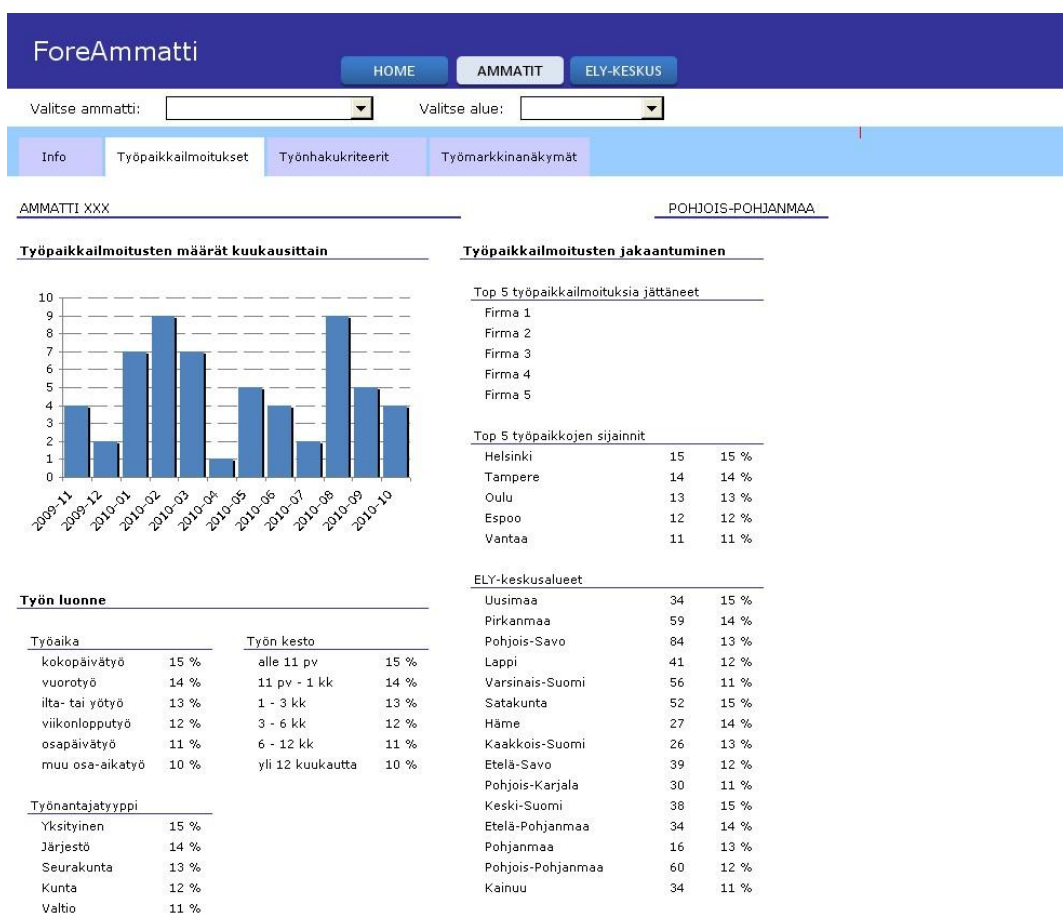 ForeAmmatti
HOME AMMATIT ELY-KESKUS
Valitse ammatti: Valitse alue:
Info Työpaikkailmoitukset Työnhakukriteerit Työmarkkinanäkymät
AMMATTI XXX POHJOIS-POHJANMAA
Työpaikkailmoitusten määrät kuukausittain
10
9
8
7
6
5
4
3
2
1
0
2009-11 2009-12 2010-01 2010-02 2010-03 2010-04 2010-05 2010-06 2010-07 2010-08 2010-09 2010-10
Työn luonne
Työaika
kokopäivätyö 15 %
vuorotyö 14 %
ilta- tai yötyö 13 %
viikonlopputyö 12 %
osapäivätyö 11 %
muu osa-aikatyö 10 %
Työn kesto
alle 11 pv 15 %
11 pv - 1 kk 14 %
1 - 3 kk 13 %
3 - 6 kk 12 %
6 - 12 kk 11 %
yli 12 kuukautta 10 %
Työnantajatyyppi
Yksityinen 15 %
Järjestö 14 %
Seurakunta 13 %
Kunta 12 %
Valtio 11 %
Työpaikkailmoitusten jakaantuminen
Top 5 työpaikkailmoituksia jättäneet
Firma 1
Firma 2
Firma 3
Firma 4
Firma 5
Top 5 työpaikkojen sijainnit
Helsinki 15 15 %
Tampere 14 14 %
Oulu 13 13 %
Espoo 12 12 %
Vantaa 11 11 %
ELY-keskusalueet
Uusimaa 34 15 %
Pirkanmaa 59 14 %
Pohjois-Savo 84 13 %
Lappi 41 12 %
Varsinais-Suomi 56 11 %
Satakunta 52 15 %
Häme 27 14 %
Kaakkois-Suomi 26 13 %
Etelä-Savo 39 12 %
Pohjois-Karjala 30 11 %
Keski-Suomi 38 15 %
Etelä-Pohjanmaa 34 14 %
Pohjanmaa 16 13 %
Pohjois-Pohjanmaa 60 12 %
Kainuu 34 11 %